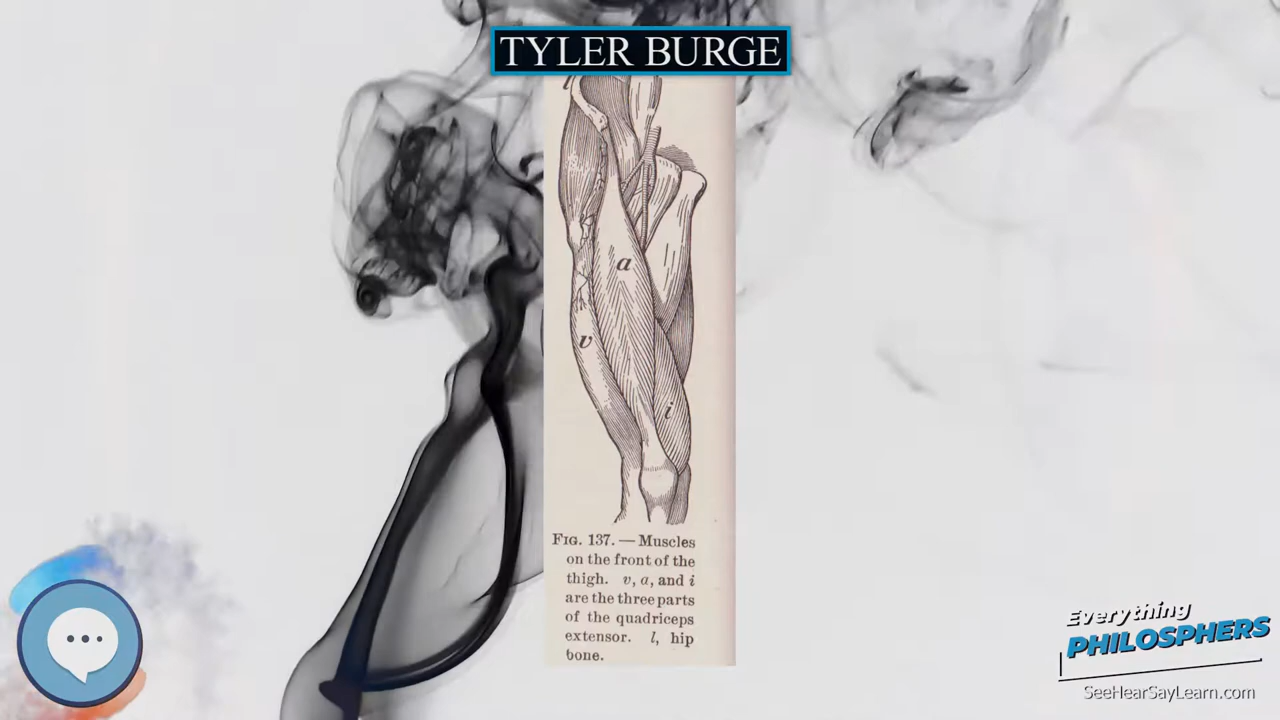 TYLER BURGE
a
v
i
FIG. 137. — Muscles
on the front of the
thigh. v, a, and i
are the three parts
of the quadriceps
extensor. l, hip
bone.
Everything
PHILOSPHERS
SeeHearSayLearn.com